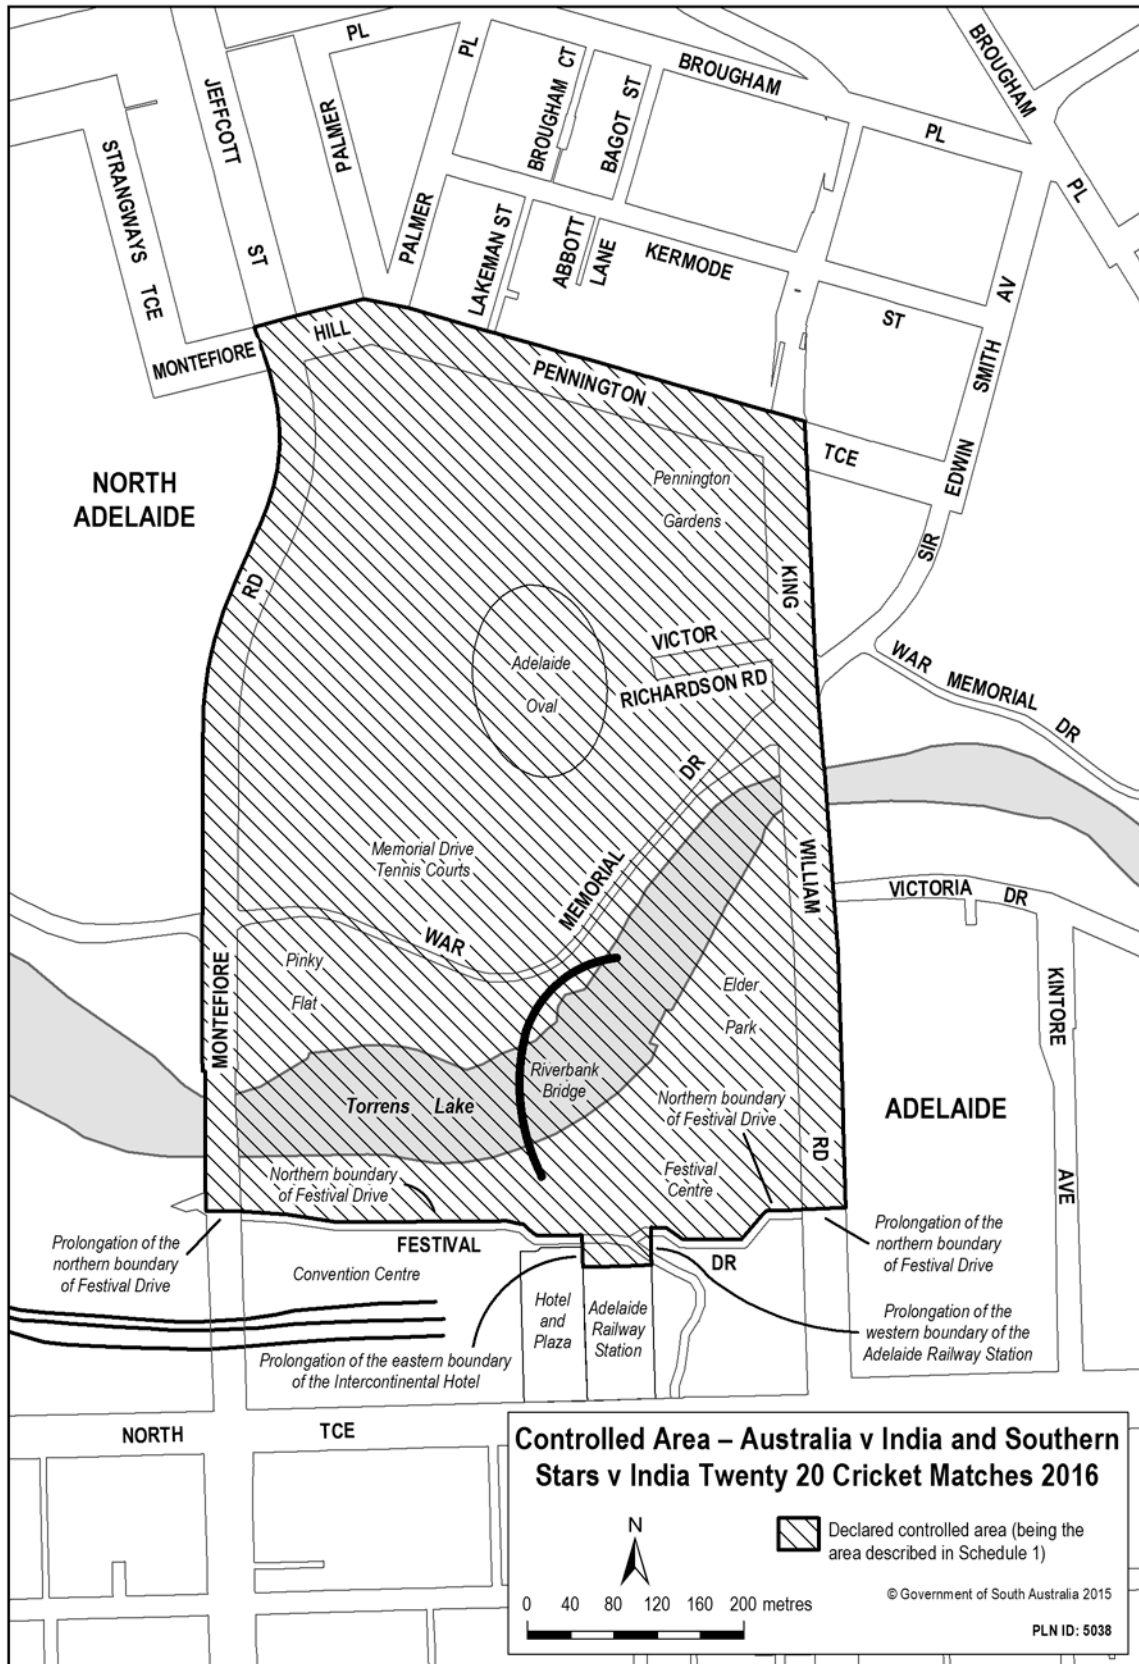 PL
PL
BROUGHAM
PL
BROUGHAM
PL
JEFFCOTT
ST
PALMER
PALMER
BROUGHAM CT
BAGOT ST
STRANGWAYS
TCE
LAKEMAN ST
ABBOTT
LANE
KERMODE
ST
SIR
EDWIN
SMITH
AV
MONTEFIORE
HILL
RD
PENNINGTON
TCE
NORTH
ADELAIDE
Pennington
Gardens
KING
WILLIAM
RD
VICTOR
RICHARDSON RD
Adelaide
Oval
WAR
MEMORIAL
DR
WAR
MEMORIAL
DR
Memorial Drive
Tennis Courts
VICTORIA
DR
KINTORE
AVE
MONTEFIORE
Pinky
Flat
Elder
Park
Riverbank
Bridge
Torrens Lake
Northern boundary
of Festival Drive
ADELAIDE
Northern boundary
of Festival Drive
Festival
Centre
Prolongation of the
northern boundary
of Festival Drive
FESTIVAL
DR
Prolongation of the
northern boundary
of Festival Drive
Convention Centre
Hotel
and
Plaza
Adelaide
Railway
Station
Prolongation of the
western boundary of the
Adelaide Railway Station
Prolongation of the eastern boundary
of the Intercontinental Hotel
NORTH
TCE
Controlled Area – Australia v India and Southern
Stars v India Twenty 20 Cricket Matches 2016
N
Declared controlled area (being the
area described in Schedule 1)
© Government of South Australia 2015
0 40 80 120 160 200 metres
PLN ID: 5038